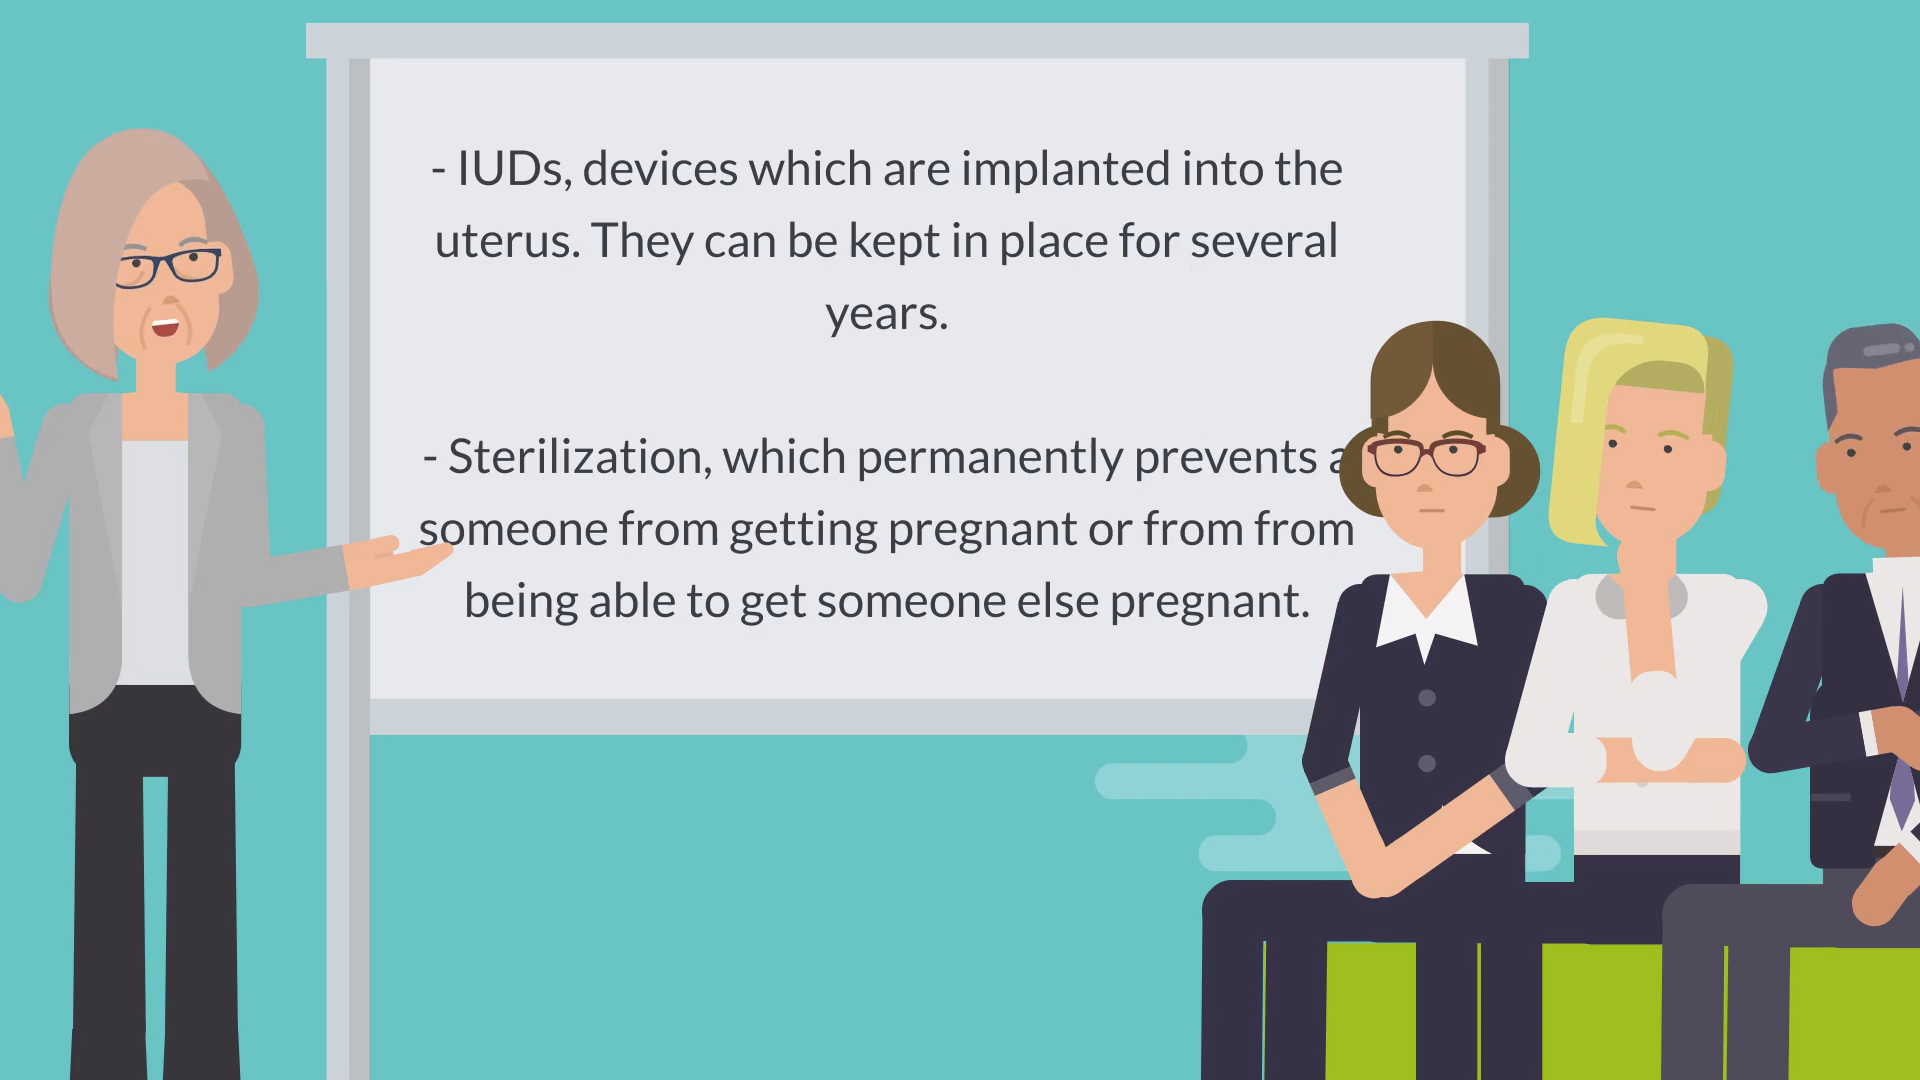 - IUDs, devices which are implanted into the
uterus. They can be kept in place for several
years.
- Sterilization, which permanently prevents a
someone from getting pregnant or from from
being able to get someone else pregnant.